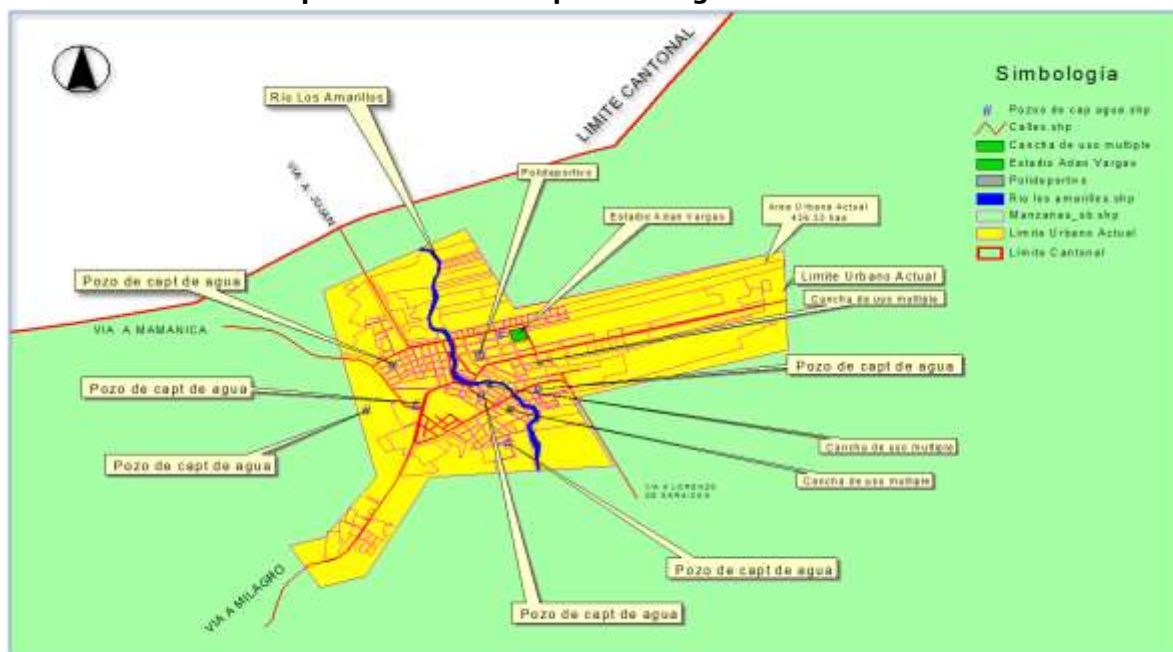 Río Los Amarillos
LIMITE CANTONAL
Simbología
Pozos de cap agua.shp
Calles.shp
Cancha de uso multiple
Estadio Adan Vargas
Polideportivo
Rio los amarillos.shp
Manzanas_sb.shp
Limite Urbano Actual
Limite Cantonal
VIA A JUJAN
Polideportivo
Estadio Adan Vargas
Area Urbana Actual
Pozo de capt de agua
Limite Urbano Actual
Cancha de uso multiple
VIA A MAMANICA
Pozo de capt de agua
Pozo de capt de agua
Pozo de capt de agua
Cancha de uso multiple
Cancha de uso multiple
VIA A LORENZO
DE GARAICOA
Pozo de capt de agua
Pozo de capt de agua
VIA A MILAGRO